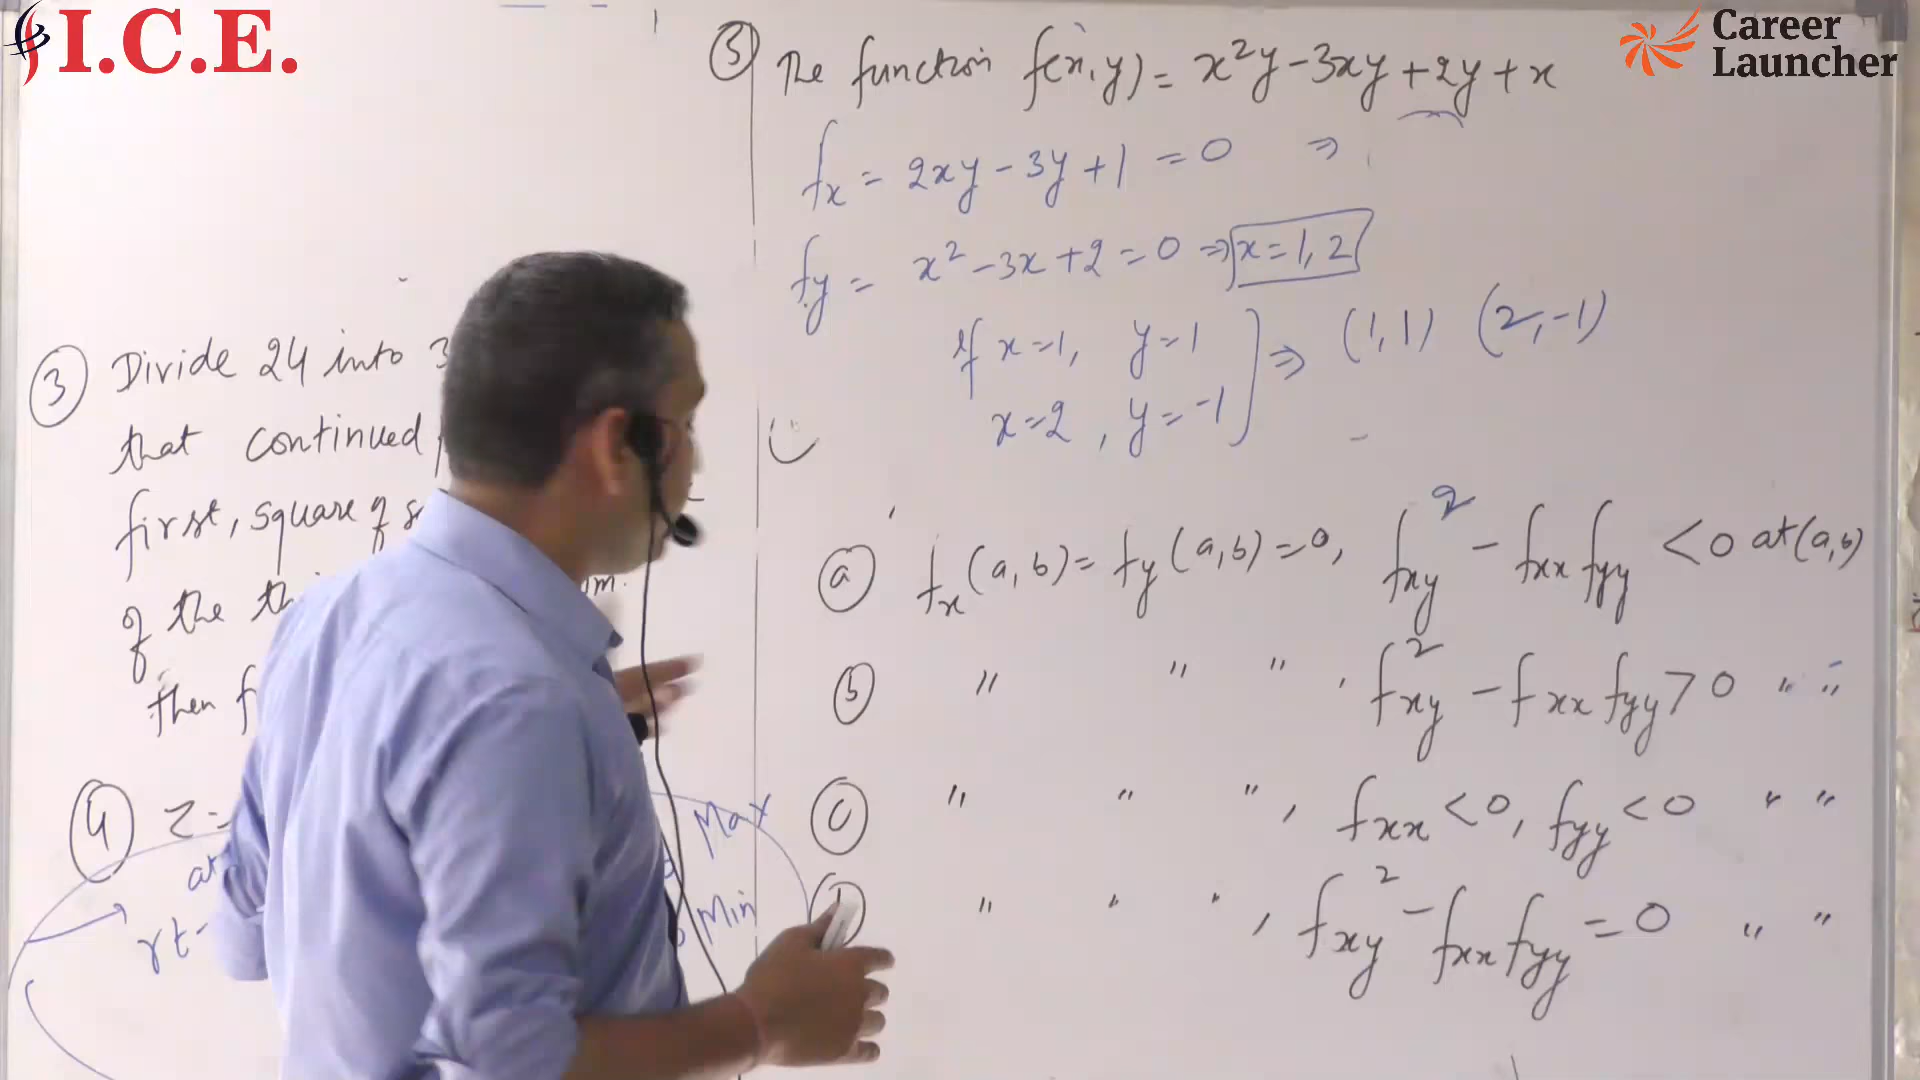 I.C.E.
Career
Launcher
③ Divide 24 into 3
that continued
first, square of
of the
then
④ Z=
at
rt-
Max
Min
⑤ The function f(x,y) = x²y - 3xy + 2y + x
fx = 2xy - 3y + 1 = 0 ⇒
fy = x² - 3x + 2 = 0 ⇒ x = 1, 2
If x=1, y=1 ⇒ (1,1) (2,-1)
x=2, y=-1
(a) fx(a,b) = fy(a,b) = 0, fxy² - fxx fyy < 0 at (a,b)
(b) " " ", fxy² - fxx fyy > 0 " "
(c) " " ", fxx < 0, fyy < 0 " "
" " ", fxy² - fxx fyy = 0 " "